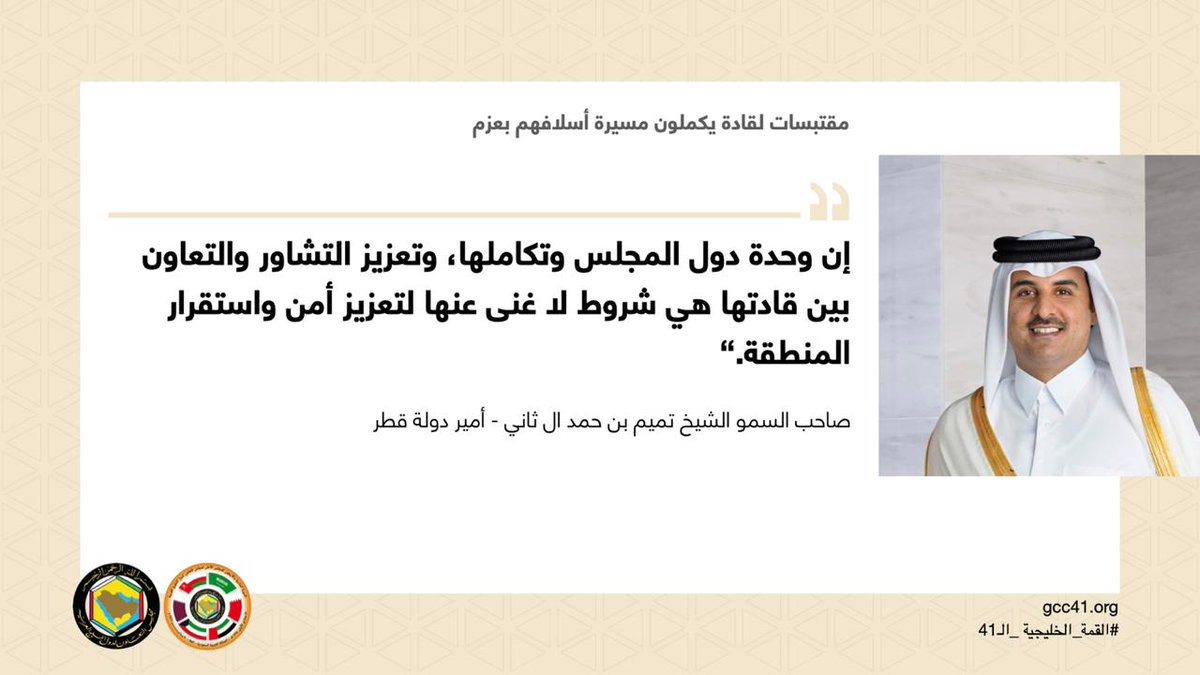 مقتبسات لقادة يكملون مسيرة أسلافهم بعزم
إن وحدة دول المجلس وتكاملها، وتعزيز التشاور والتعاون
بين قادتها هي شروط لا غنى عنها لتعزيز أمن واستقرار
المنطقة.“
صاحب السمو الشيخ تميم بن حمد ال ثاني - أمير دولة قطر
gcc41.org
#القمة_الخليجية _الـ41